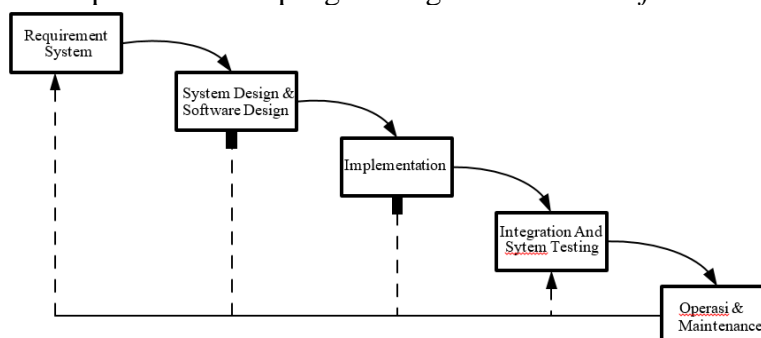 Requirement
System
System Design &
Software Design
Implementation
Integration And
Sytem Testing
Operasi &
Maintenance